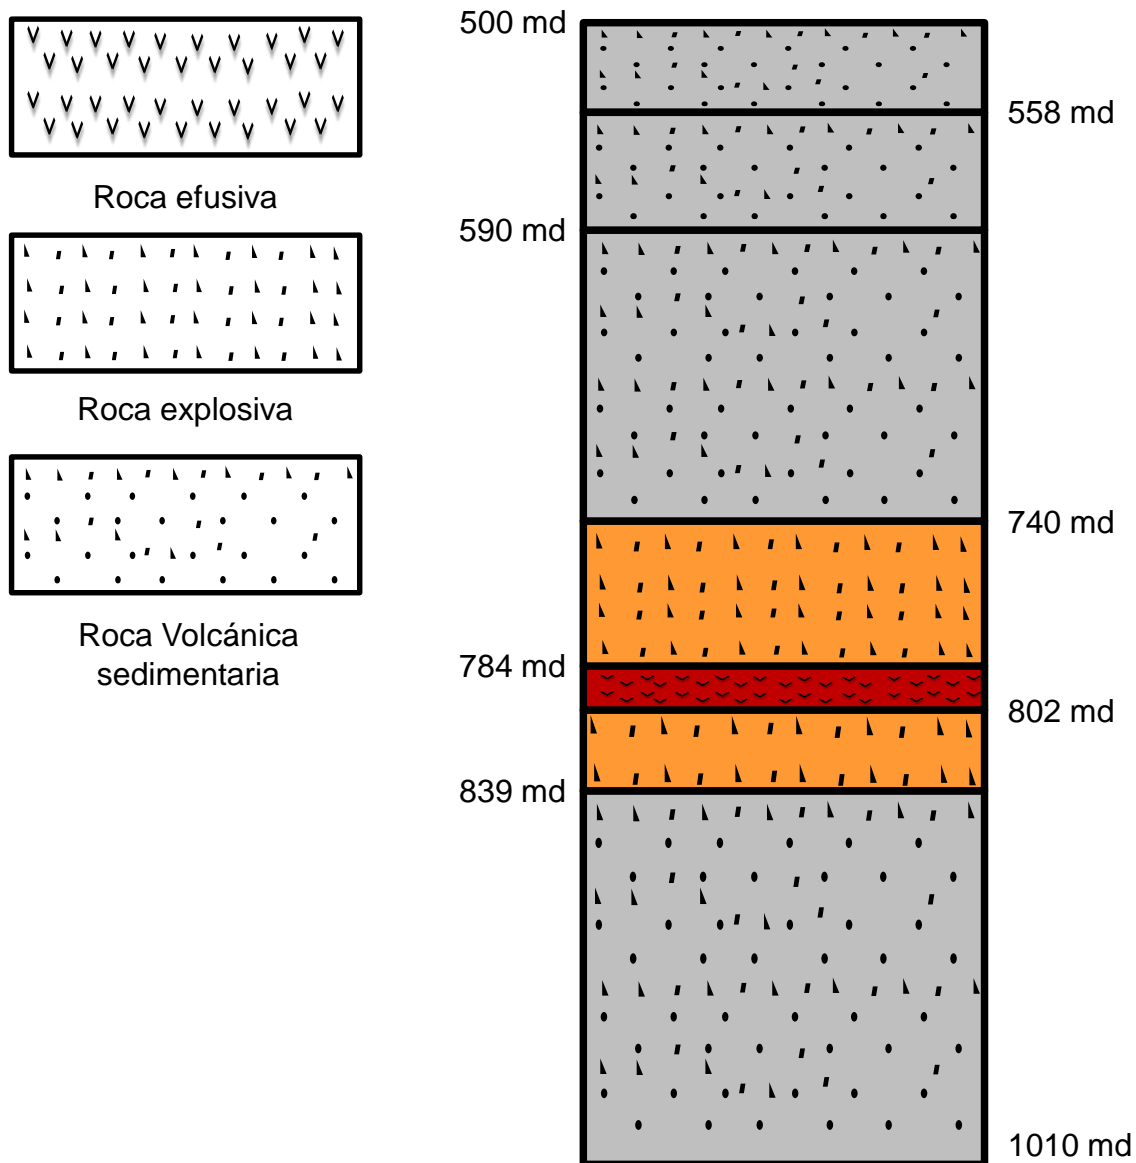 Roca efusiva
Roca explosiva
Roca Volcánica
sedimentaria
500 md
558 md
590 md
740 md
784 md
802 md
839 md
1010 md